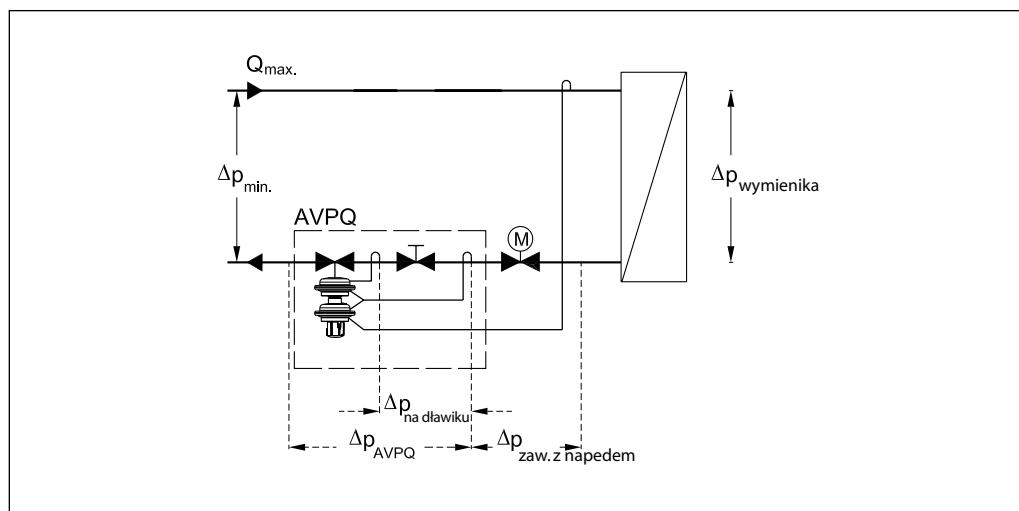 Qmax.
Δpmin.
Δpwymienika
AVPQ
M
Δpna dławiku
ΔpAVPQ
Δpzaw. z napedem